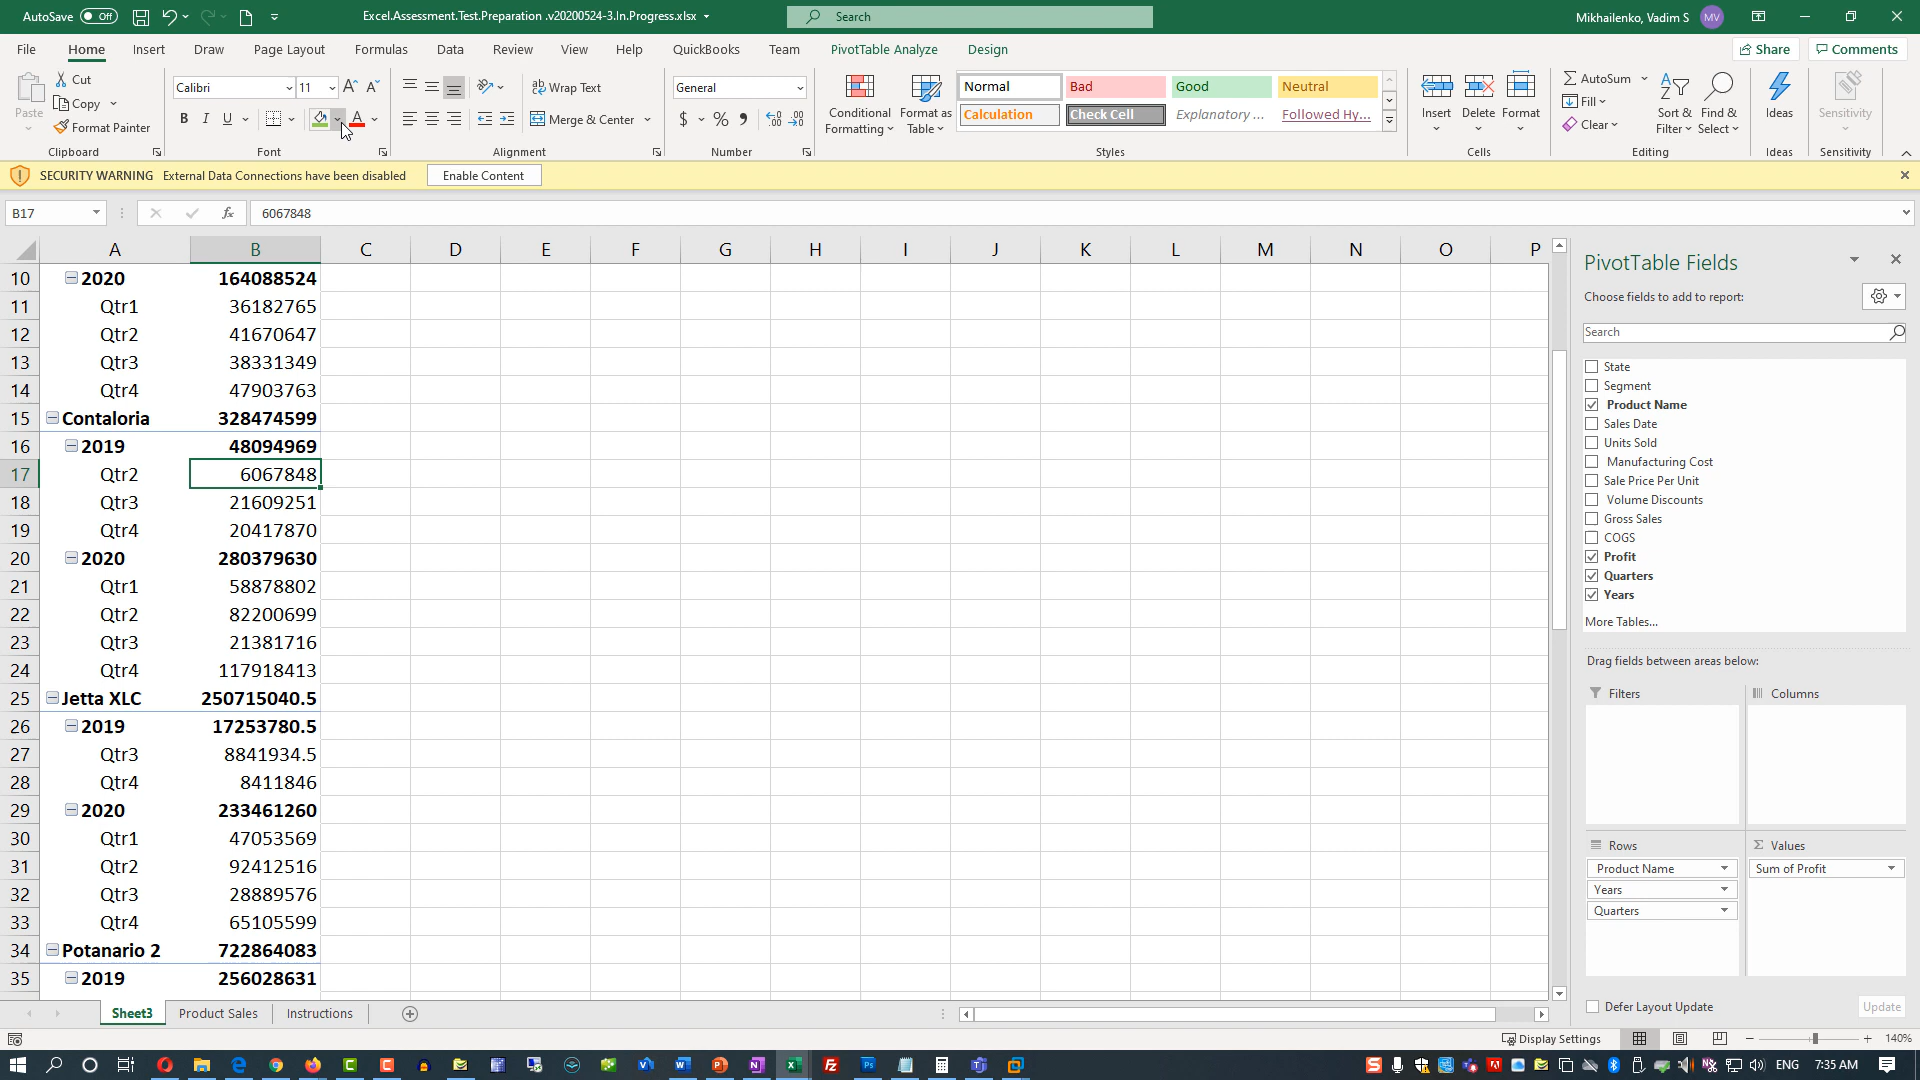 AutoSave Off Excel.Assessment.Test.Preparation .v20200524-3.In.Progress.xlsx Search Mikhailenko, Vadim S MV
File Home Insert Draw Page Layout Formulas Data Review View Help QuickBooks Team PivotTable Analyze Design Share Comments
Paste Cut Copy Format Painter Clipboard
Calibri 11 B I U A Font
Wrap Text Merge & Center Alignment
General $ % Number
Conditional Formatting Format as Table Normal Bad Good Neutral Calculation Check Cell Explanatory ... Followed Hy... Styles
Insert Delete Format Cells
AutoSum Fill Clear Sort & Filter Find & Select Editing
Ideas Ideas
Sensitivity Sensitivity
SECURITY WARNING External Data Connections have been disabled Enable Content
B17 fx 6067848
A B C D E F G H I J K L M N O P
10 2020 164088524
11 Qtr1 36182765
12 Qtr2 41670647
13 Qtr3 38331349
14 Qtr4 47903763
15 Contaloria 328474599
16 2019 48094969
17 Qtr2 6067848
18 Qtr3 21609251
19 Qtr4 20417870
20 2020 280379630
21 Qtr1 58878802
22 Qtr2 82200699
23 Qtr3 21381716
24 Qtr4 117918413
25 Jetta XLC 250715040.5
26 2019 17253780.5
27 Qtr3 8841934.5
28 Qtr4 8411846
29 2020 233461260
30 Qtr1 47053569
31 Qtr2 92412516
32 Qtr3 28889576
33 Qtr4 65105599
34 Potanario 2 722864083
35 2019 256028631
PivotTable Fields
Choose fields to add to report:
Search
State
Segment
Product Name
Sales Date
Units Sold
Manufacturing Cost
Sale Price Per Unit
Volume Discounts
Gross Sales
COGS
Profit
Quarters
Years
More Tables...
Drag fields between areas below:
Filters Columns
Rows Values
Product Name Sum of Profit
Years
Quarters
Defer Layout Update Update
Sheet3 Product Sales Instructions
Display Settings 140%
ENG 7:35 AM